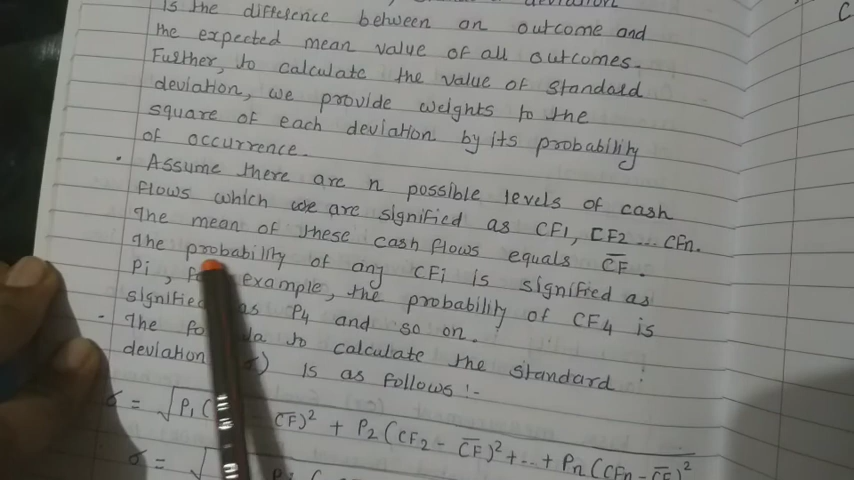 is the difference between an outcome and
the expected mean value of all outcomes.
Further, to calculate the value of standard
deviation, we provide weights to the
square of each deviation by its probability
of occurrence.
• Assume there are n possible levels of cash
flows which we are signified as CF1, CF2 ... CFn.
The mean of these cash flows equals C̅F̅.
The probability of any CFi is signified as
Pi, example, the probability of CF4 is
signified as P4 and so on.
• The to calculate the standard
deviation σ) is as follows :-
σ = √P1( C̅F̅)² + P2(CF2 - C̅F̅)² + .. + Pn(CFn - C̅F̅)²
σ = √